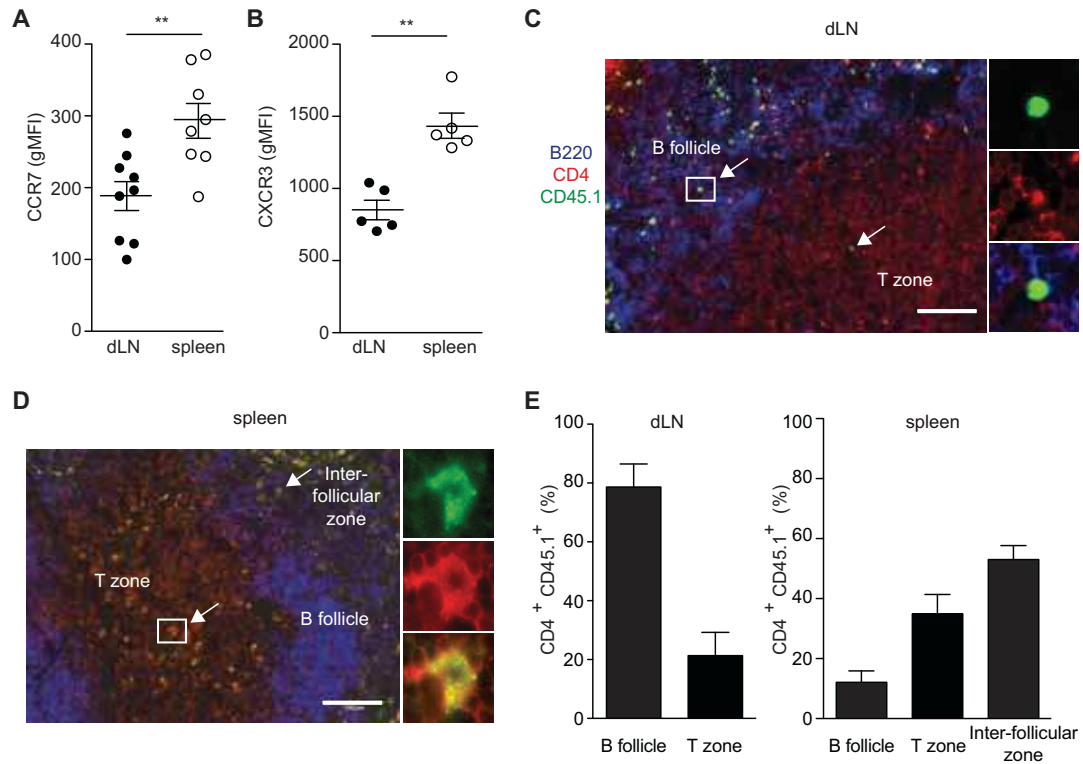 A
**
CCR7 (gMFI)
400
300
200
100
0
dLN
spleen
B
**
CXCR3 (gMFI)
2000
1500
1000
500
0
dLN
spleen
C
dLN
B220
CD4
CD45.1
B follicle
T zone
D
spleen
Inter-
follicular
zone
T zone
B follicle
E
dLN
CD4+ CD45.1+ (%)
100
80
60
40
20
0
B follicle
T zone
spleen
CD4+ CD45.1+ (%)
100
80
60
40
20
0
B follicle
T zone
Inter-follicular
zone